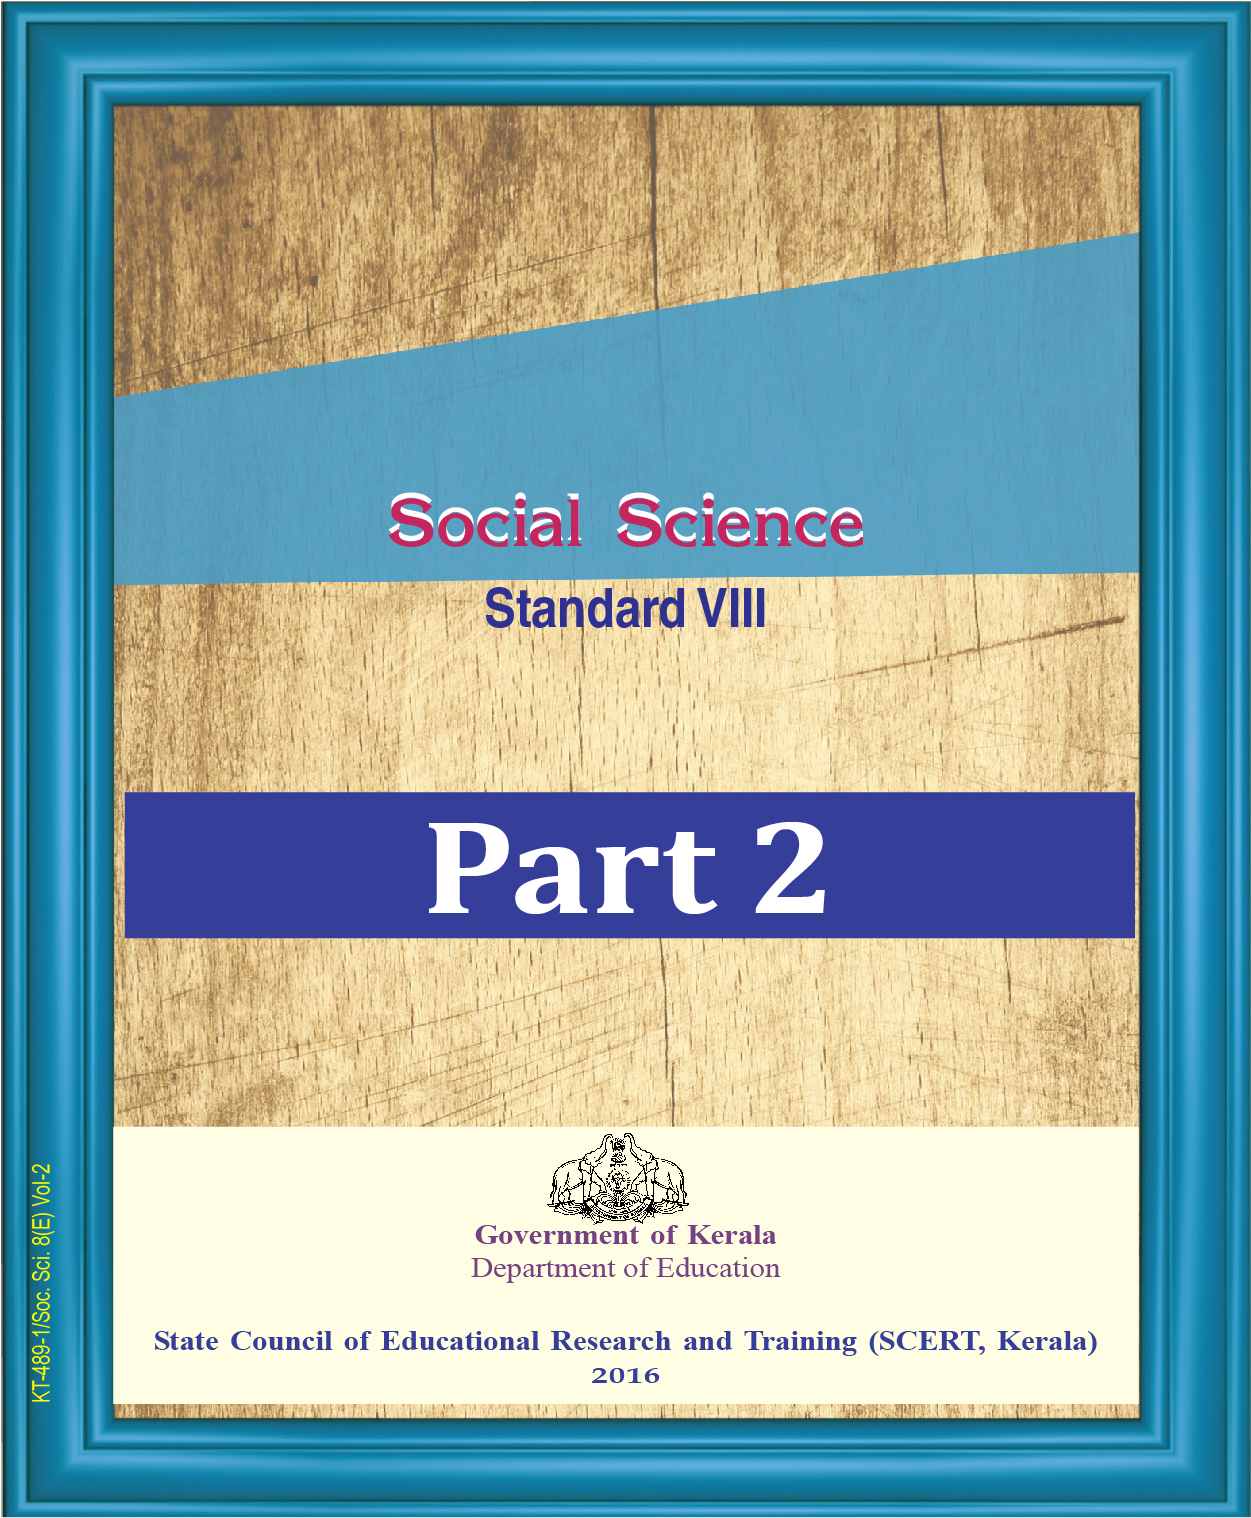 Social Science
Standard VIII
Part 2
Government of Kerala
Department of Education
State Council of Educational Research and Training (SCERT, Kerala)
2016
KT-489-1/Soc. Sci. 8(E) Vol-2